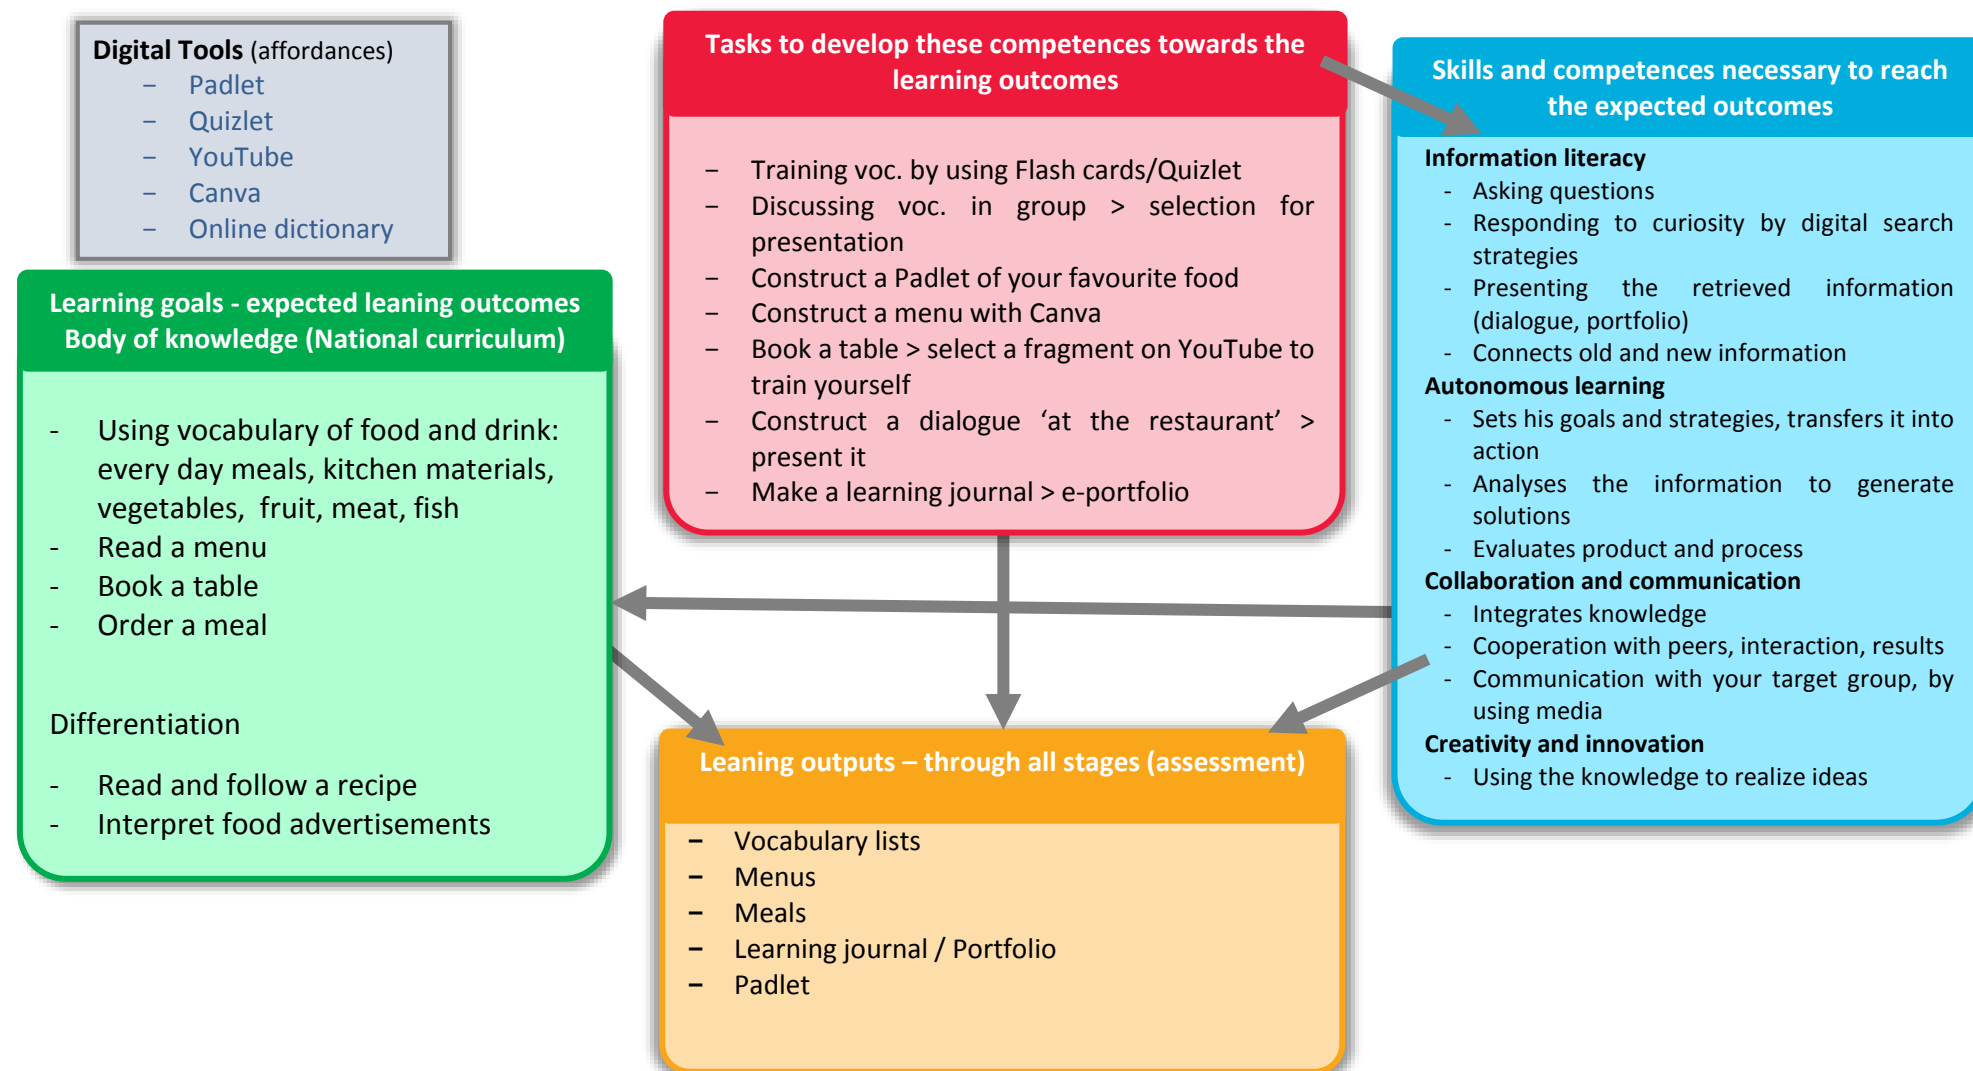 Digital Tools (affordances)
– Padlet
– Quizlet
– YouTube
– Canva
– Online dictionary
Learning goals - expected leaning outcomes
Body of knowledge (National curriculum)
- Using vocabulary of food and drink:
every day meals, kitchen materials,
vegetables, fruit, meat, fish
- Read a menu
- Book a table
- Order a meal
Differentiation
- Read and follow a recipe
- Interpret food advertisements
Tasks to develop these competences towards the
learning outcomes
– Training voc. by using Flash cards/Quizlet
– Discussing voc. in group > selection for
presentation
– Construct a Padlet of your favourite food
– Construct a menu with Canva
– Book a table > select a fragment on YouTube to
train yourself
– Construct a dialogue ‘at the restaurant’ >
present it
– Make a learning journal > e-portfolio
Skills and competences necessary to reach
the expected outcomes
Information literacy
- Asking questions
- Responding to curiosity by digital search
strategies
- Presenting the retrieved information
(dialogue, portfolio)
- Connects old and new information
Autonomous learning
- Sets his goals and strategies, transfers it into
action
- Analyses the information to generate
solutions
- Evaluates product and process
Collaboration and communication
- Integrates knowledge
- Cooperation with peers, interaction, results
- Communication with your target group, by
using media
Creativity and innovation
- Using the knowledge to realize ideas
Leaning outputs – through all stages (assessment)
– Vocabulary lists
– Menus
– Meals
– Learning journal / Portfolio
– Padlet